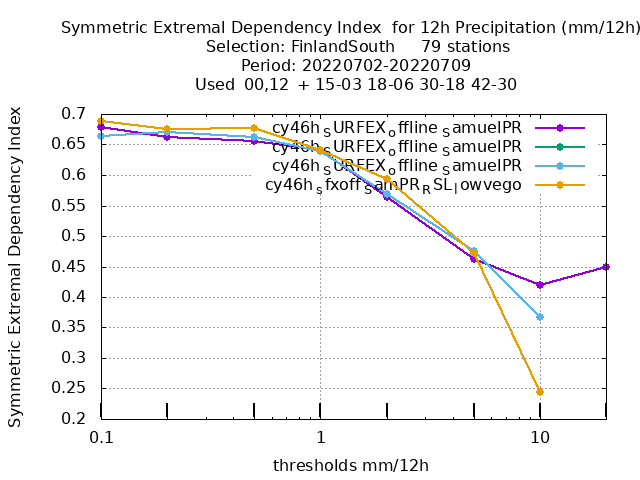 Symmetric Extremal Dependency Index for 12h Precipitation (mm/12h)
Selection: FinlandSouth 79 stations
Period: 20220702-20220709
Used 00,12 + 15-03 18-06 30-18 42-30
Symmetric Extremal Dependency Index
0.7
0.65
0.6
0.55
0.5
0.45
0.4
0.35
0.3
0.25
0.2
cy46h_SURFEX_offline_SamuelPR
cy46h_SURFEX_offline_SamuelPR
cy46h_SURFEX_offline_SamuelPR
cy46h_sfxoff_SamPR_RSL_lowvego
0.1 1 10
thresholds mm/12h